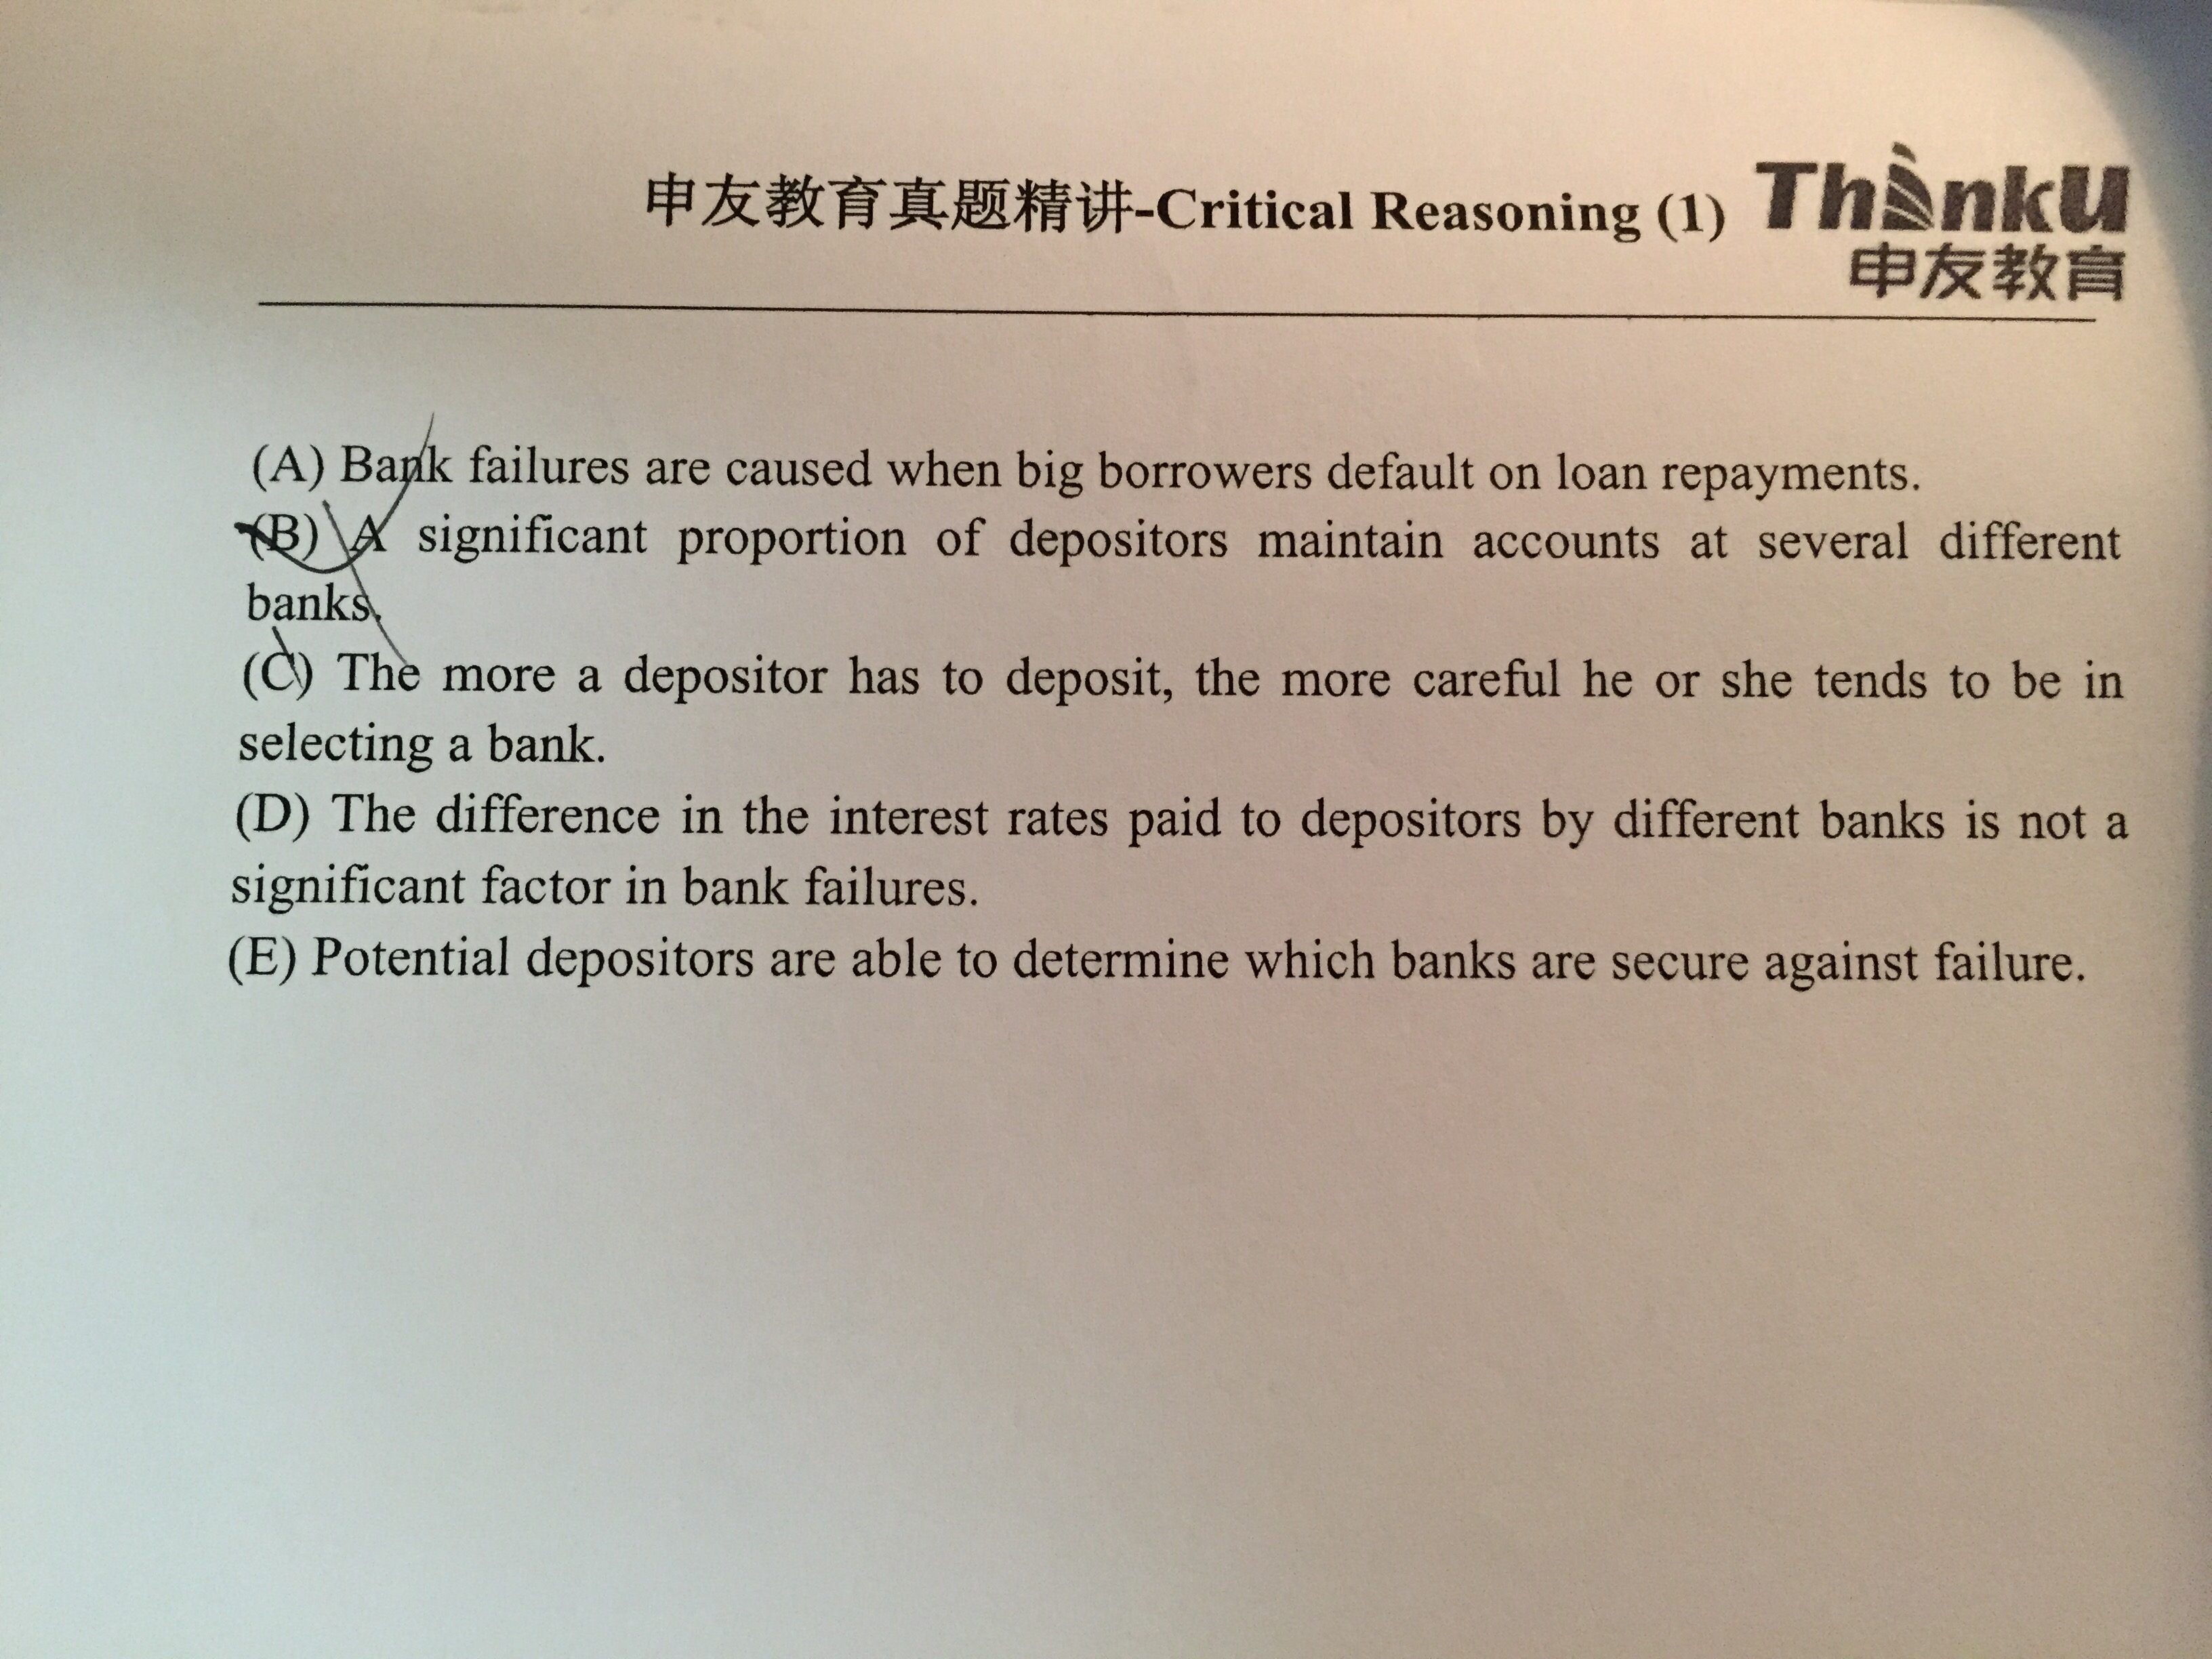 申友教育真题精讲-Critical Reasoning (1)
ThinkU
申友教育
(A) Bank failures are caused when big borrowers default on loan repayments.
(B) A significant proportion of depositors maintain accounts at several different
banks.
(C) The more a depositor has to deposit, the more careful he or she tends to be in
selecting a bank.
(D) The difference in the interest rates paid to depositors by different banks is not a
significant factor in bank failures.
(E) Potential depositors are able to determine which banks are secure against failure.